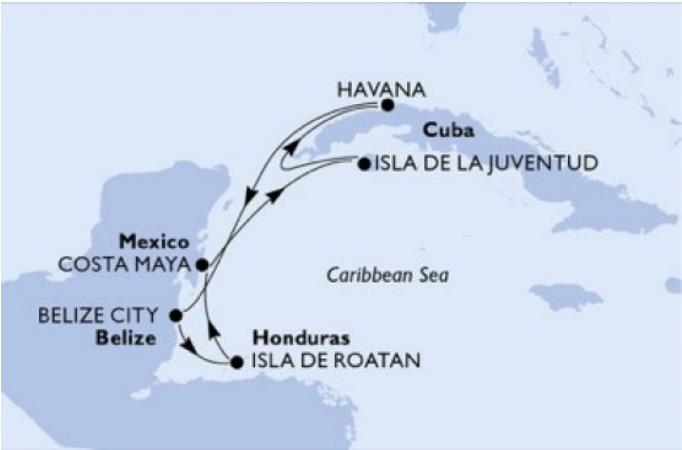 HAVANA
Cuba
ISLA DE LA JUVENTUD
Mexico
COSTA MAYA
Caribbean Sea
BELIZE CITY
Belize
Honduras
ISLA DE ROATAN